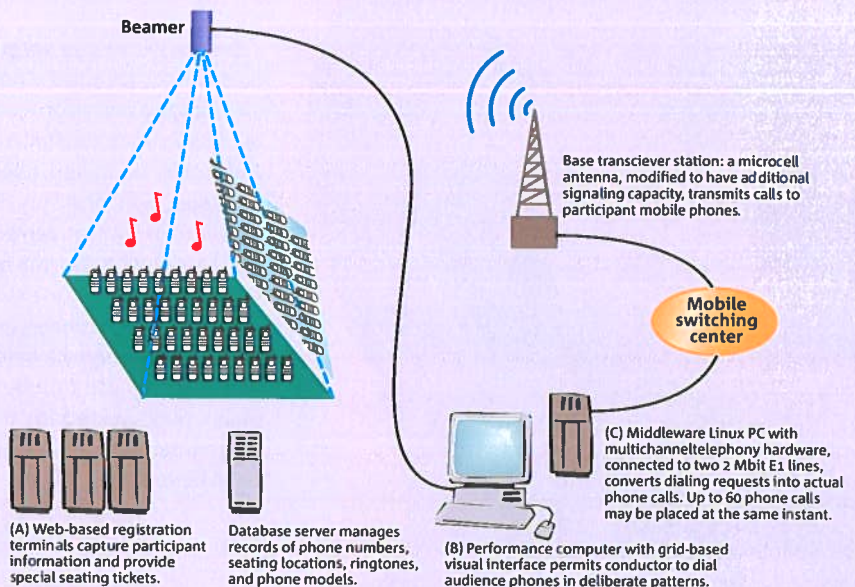 Beamer
Base transciever station: a microcell
antenna, modified to have additional
signaling capacity, transmits calls to
participant mobile phones.
Mobile
switching
center
(C) Middleware Linux PC with
multichanneltelephony hardware,
connected to two 2 Mbit E1 lines,
converts dialing requests into actual
phone calls. Up to 60 phone calls
may be placed at the same instant.
(A) Web-based registration
terminals capture participant
information and provide
special seating tickets.
Database server manages
records of phone numbers,
seating locations, ringtones,
and phone models.
(B) Performance computer with grid-based
visual interface permits conductor to dial
audience phones in deliberate patterns.